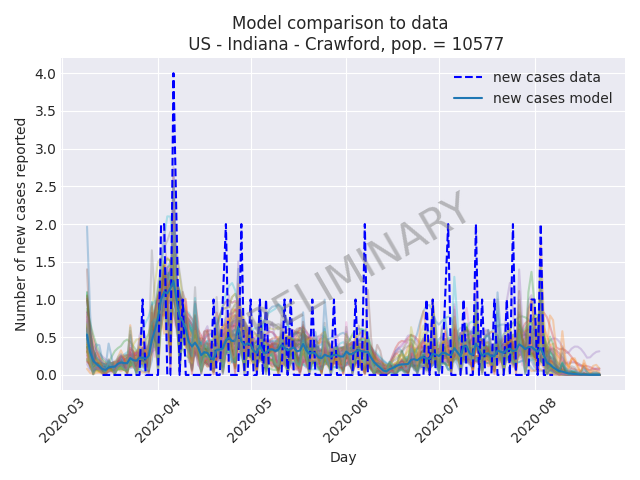 Model comparison to data
US - Indiana - Crawford, pop. = 10577
new cases data
new cases model
PRELIMINARY
Number of new cases reported
4.0
3.5
3.0
2.5
2.0
1.5
1.0
0.5
0.0
2020-03
2020-04
2020-05
2020-06
2020-07
2020-08
Day